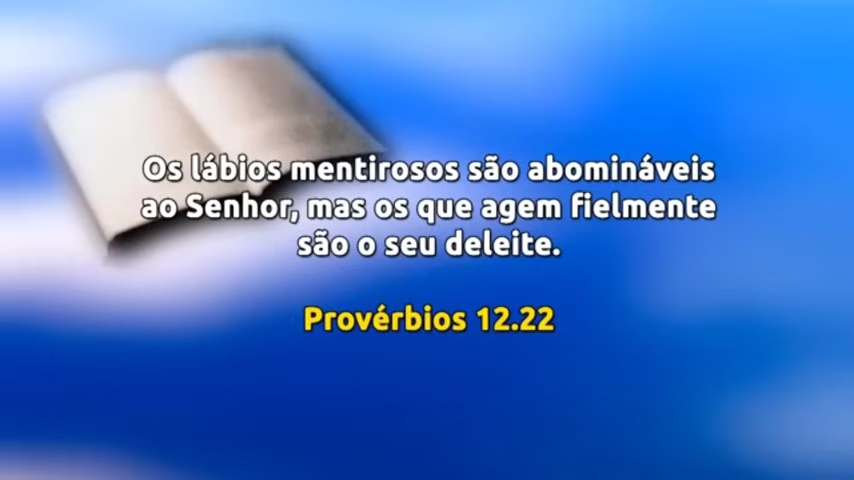 Os lábios mentirosos são abomináveis
ao Senhor, mas os que agem fielmente
são o seu deleite.
Provérbios 12.22